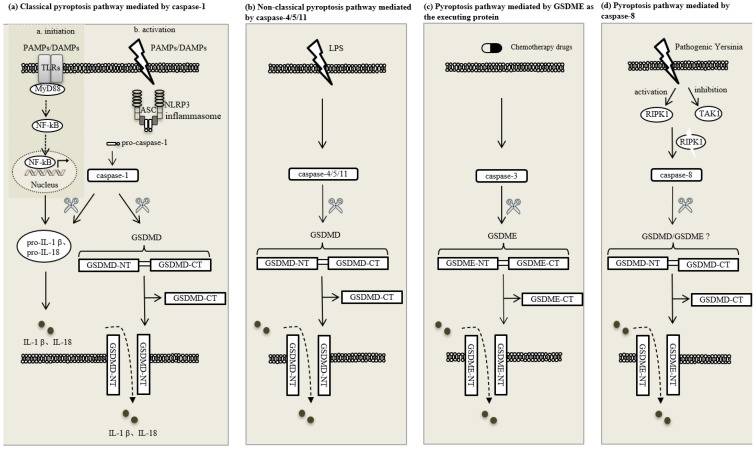 (a) Classical pyroptosis pathway mediated by caspase-1
a. initiation
b. activation
PAMPs/DAMPs
PAMPs/DAMPs
TLRs
MyD88
NLRP3
ASC
inflammasome
NF-kB
pro-caspase-1
NF-kB
Nucleus
caspase-1
pro-IL-1 β、
pro-IL-18
GSDMD
GSDMD-NT
GSDMD-CT
GSDMD-CT
IL-1 β、IL-18
GSDMD-NT
GSDMD-NT
IL-1 β、IL-18
(b) Non-classical pyroptosis pathway mediated
by caspase-4/5/11
LPS
caspase-4/5/11
GSDMD
GSDMD-NT
GSDMD-CT
GSDMD-CT
GSDMD-NT
GSDMD-NT
(c) Pyroptosis pathway mediated by GSDME as
the executing protein
Chemotherapy drugs
caspase-3
GSDME
GSDME-NT
GSDME-CT
GSDME-CT
GSDME-NT
GSDME-NT
(d) Pyroptosis pathway mediated by
caspase-8
Pathogenic Yersinia
activation
inhibition
RIPK1
TAK1
RIPK1
caspase-8
GSDMD/GSDME ?
GSDMD-NT
GSDMD-CT
GSDMD-CT
GSDME-NT
GSDME-NT